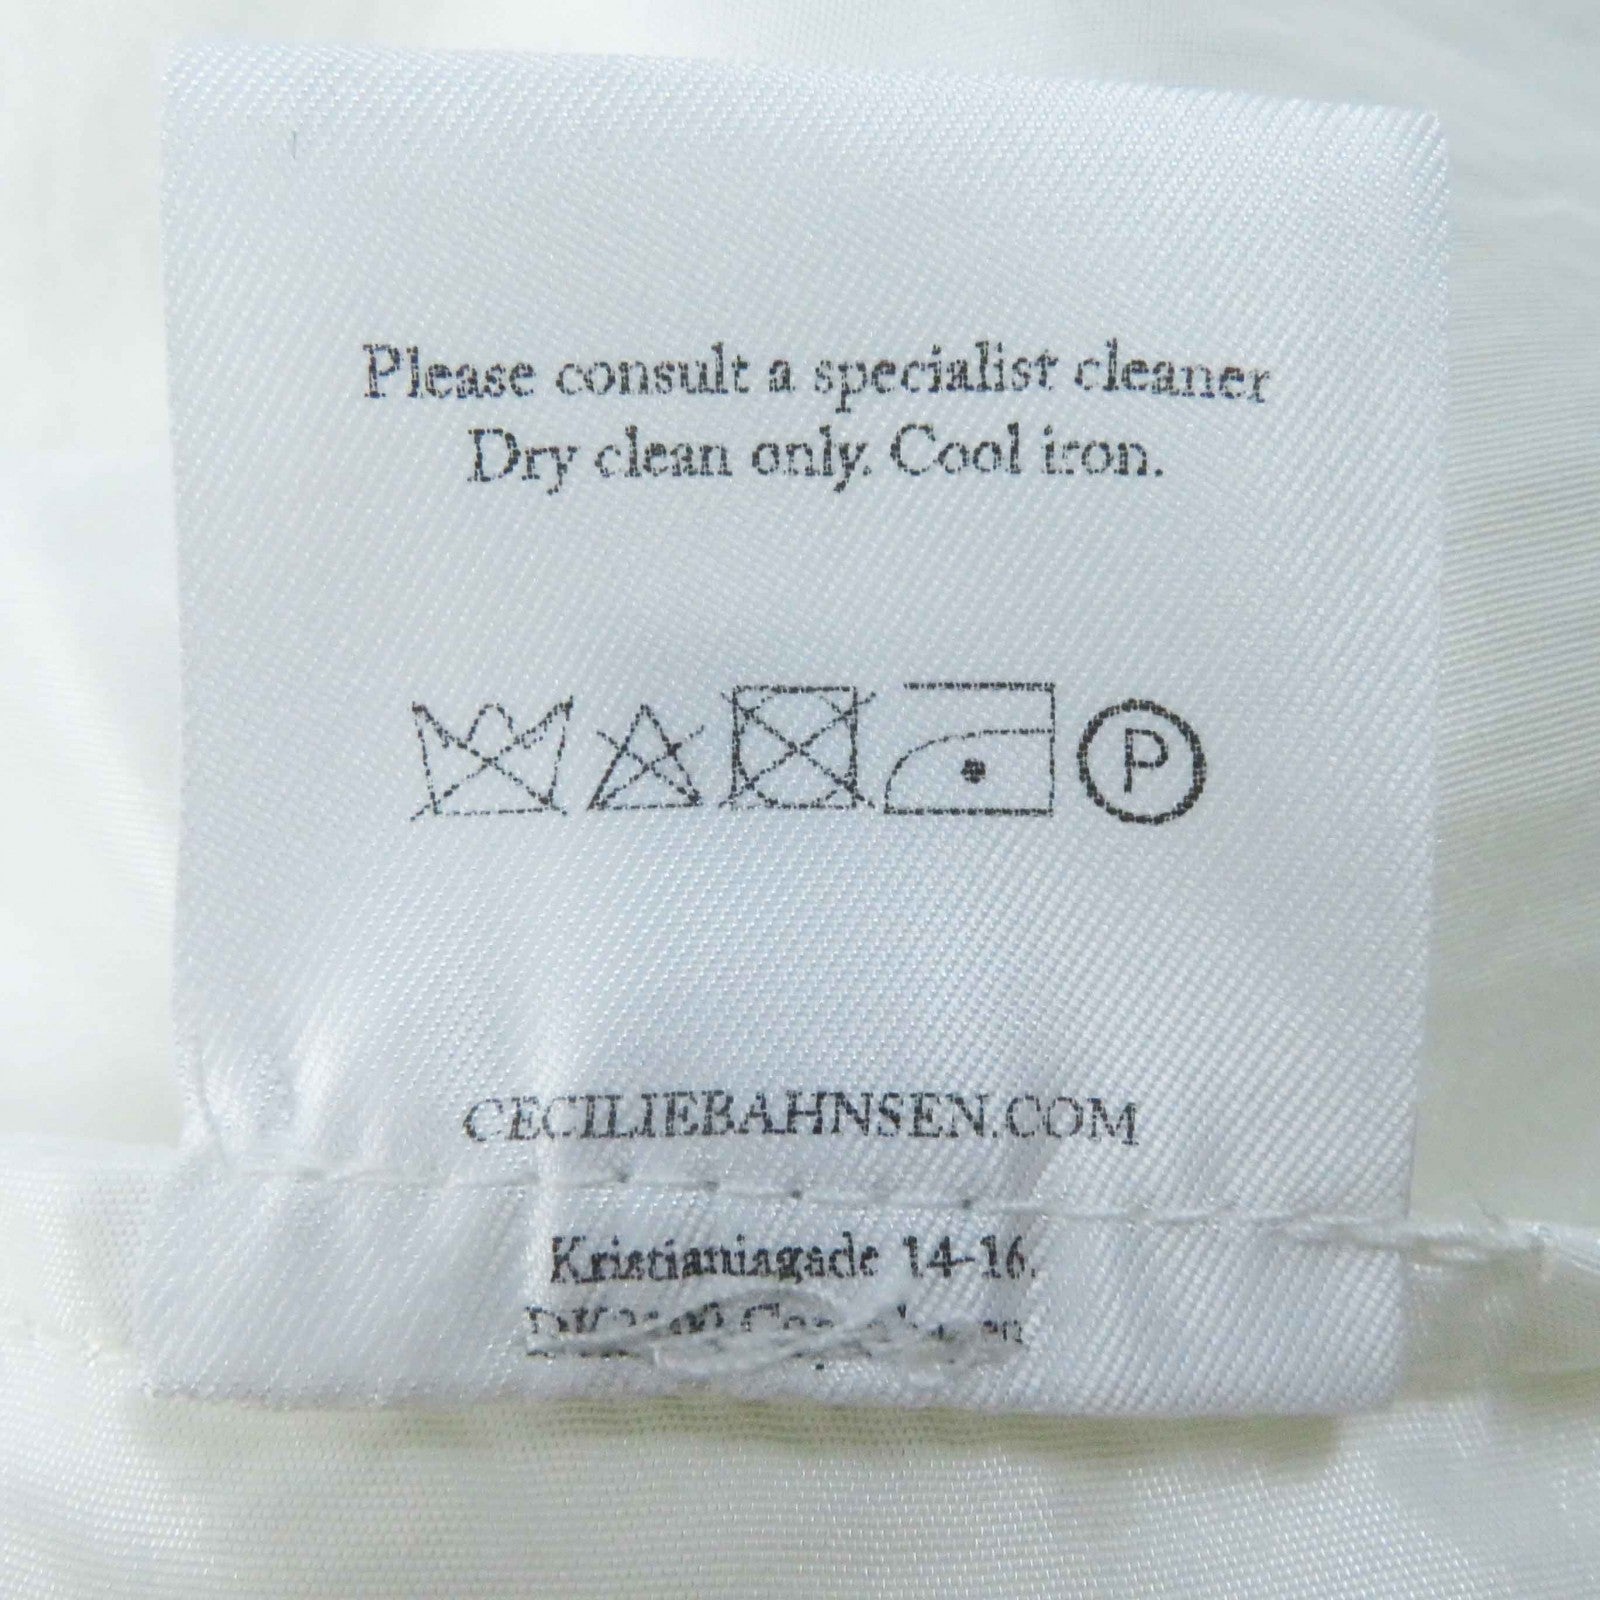 Please consult a specialist cleaner
Dry clean only. Cool iron.
P
CECILIEBAHNSEN.COM
Kristianiagade 14-16.